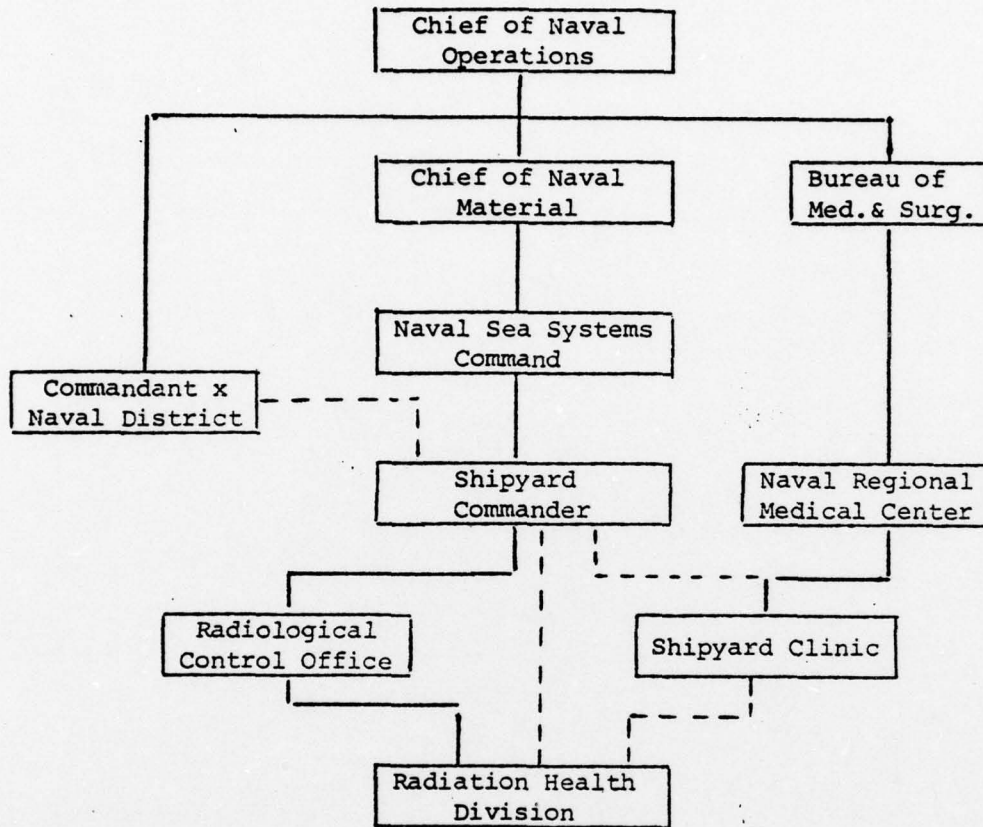 Chief of Naval
Operations
Chief of Naval
Material
Bureau of
Med.& Surg.
Naval Sea Systems
Command
Commandant x
Naval District
Shipyard
Commander
Naval Regional
Medical Center
Radiological
Control Office
Shipyard Clinic
Radiation Health
Division